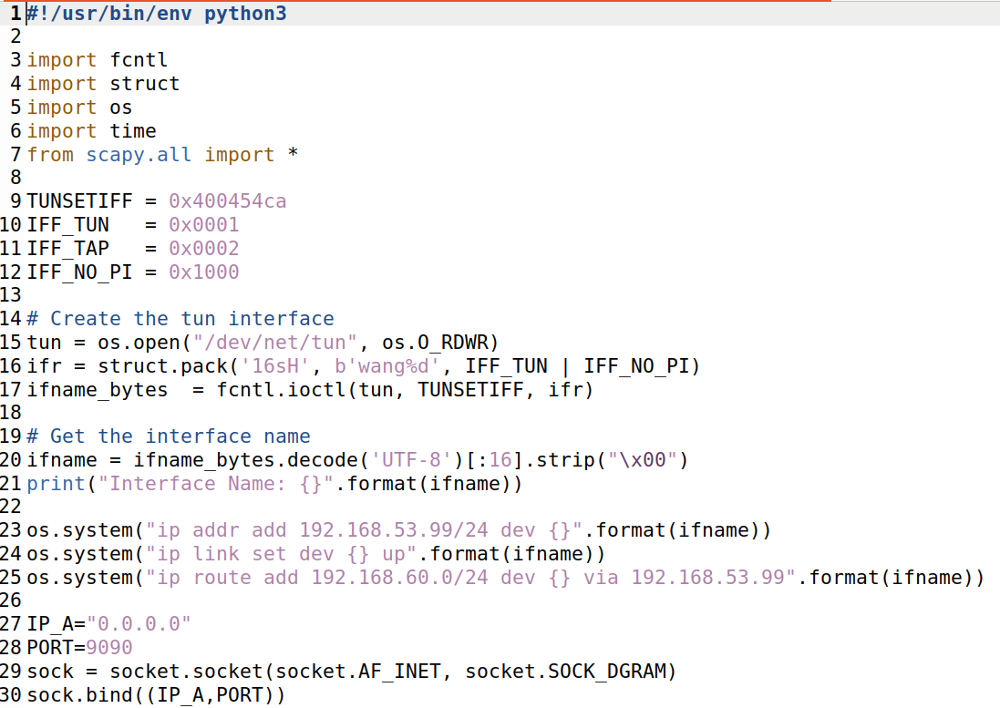 1 #!/usr/bin/env python3
2
3 import fcntl
4 import struct
5 import os
6 import time
7 from scapy.all import *
8
9 TUNSETIFF = 0x400454ca
10 IFF_TUN   = 0x0001
11 IFF_TAP   = 0x0002
12 IFF_NO_PI = 0x1000
13
14 # Create the tun interface
15 tun = os.open("/dev/net/tun", os.O_RDWR)
16 ifr = struct.pack('16sH', b'wang%d', IFF_TUN | IFF_NO_PI)
17 ifname_bytes  = fcntl.ioctl(tun, TUNSETIFF, ifr)
18
19 # Get the interface name
20 ifname = ifname_bytes.decode('UTF-8')[:16].strip("\x00")
21 print("Interface Name: {}".format(ifname))
22
23 os.system("ip addr add 192.168.53.99/24 dev {}".format(ifname))
24 os.system("ip link set dev {} up".format(ifname))
25 os.system("ip route add 192.168.60.0/24 dev {} via 192.168.53.99".format(ifname))
26
27 IP_A="0.0.0.0"
28 PORT=9090
29 sock = socket.socket(socket.AF_INET, socket.SOCK_DGRAM)
30 sock.bind((IP_A,PORT))